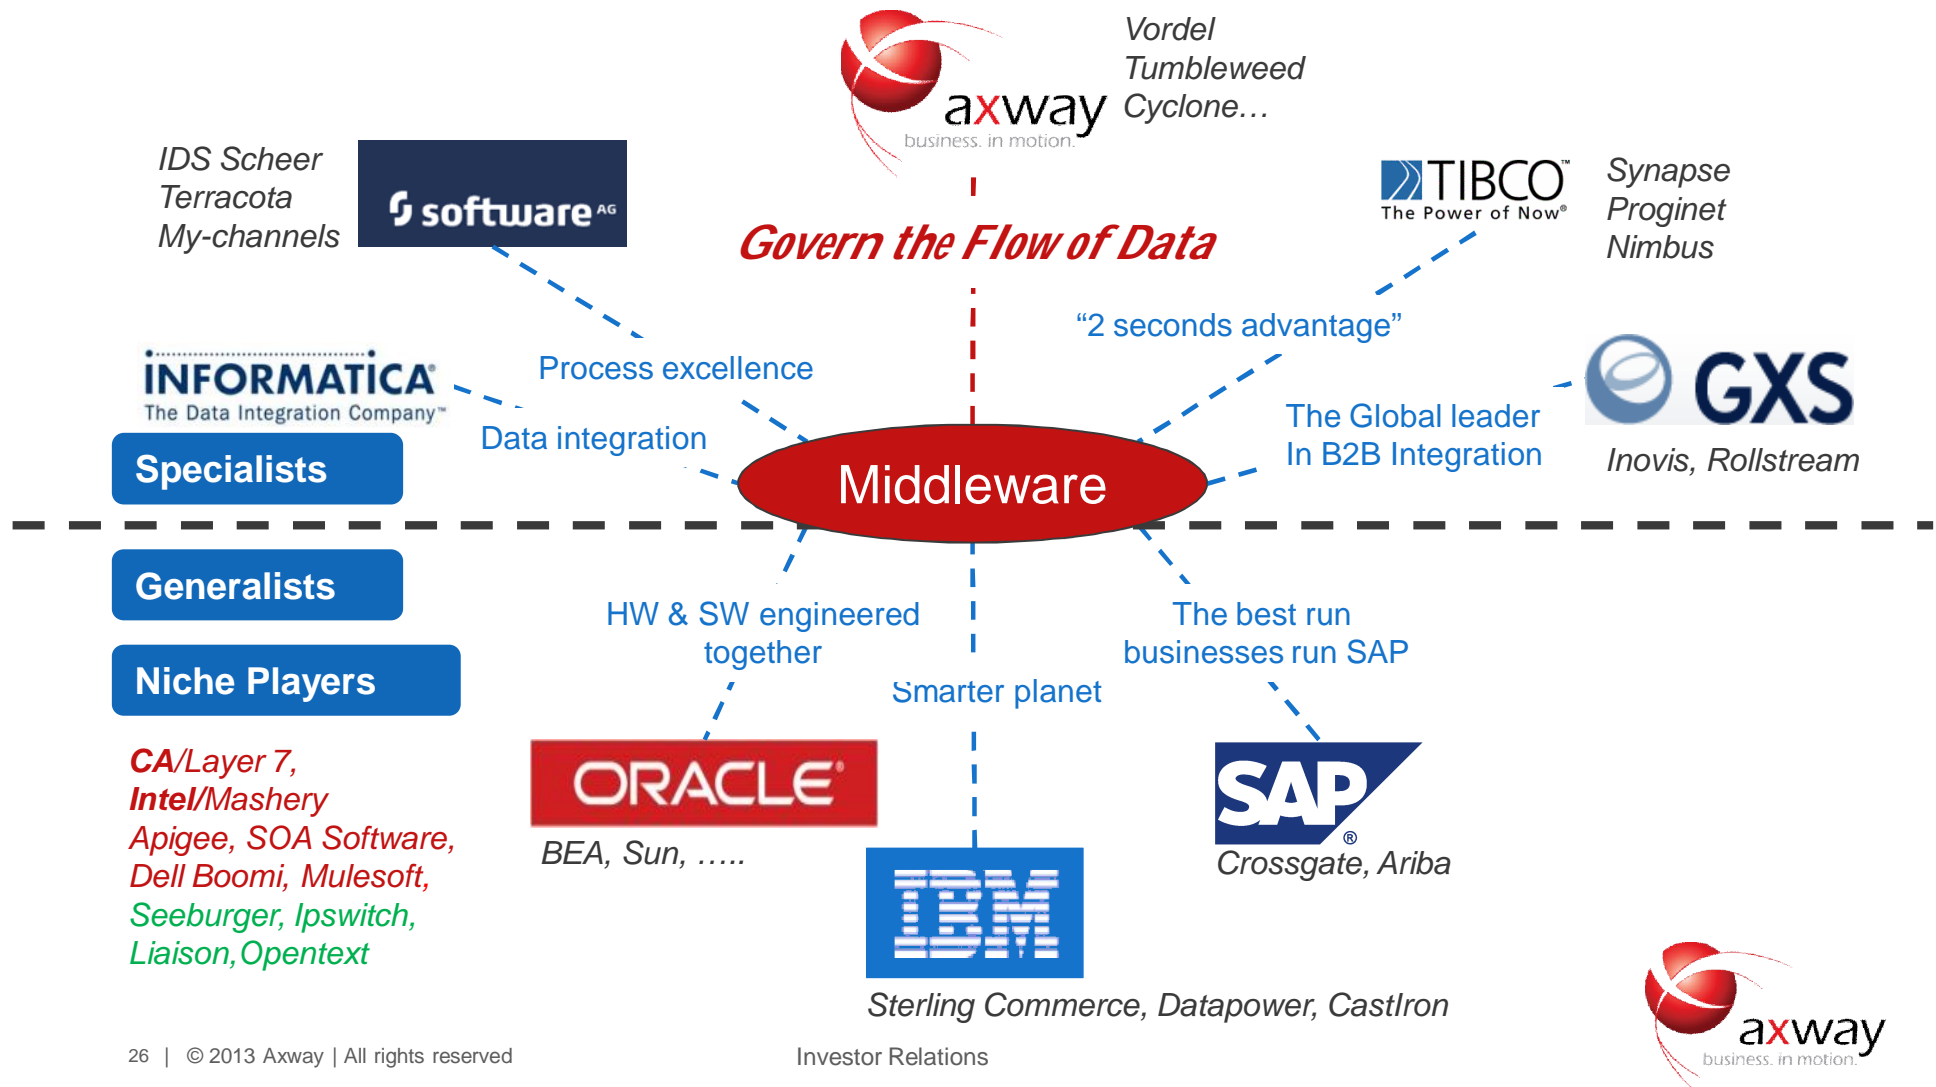 axway
business. in motion.
Vordel
Tumbleweed
Cyclone…
IDS Scheer
Terracota
My-channels
software AG
TIBCO™
The Power of Now®
Synapse
Proginet
Nimbus
Govern the Flow of Data
“2 seconds advantage”
INFORMATICA®
The Data Integration Company™
Process excellence
GXS
Data integration
The Global leader
In B2B Integration
Inovis, Rollstream
Specialists
Middleware
Generalists
HW & SW engineered
together
The best run
businesses run SAP
Niche Players
Smarter planet
CA/Layer 7,
Intel/Mashery
Apigee, SOA Software,
Dell Boomi, Mulesoft,
Seeburger, Ipswitch,
Liaison,Opentext
ORACLE®
BEA, Sun, …..
SAP®
Crossgate, Ariba
IBM
Sterling Commerce, Datapower, CastIron
axway
business. in motion.
26 | © 2013 Axway | All rights reserved
Investor Relations